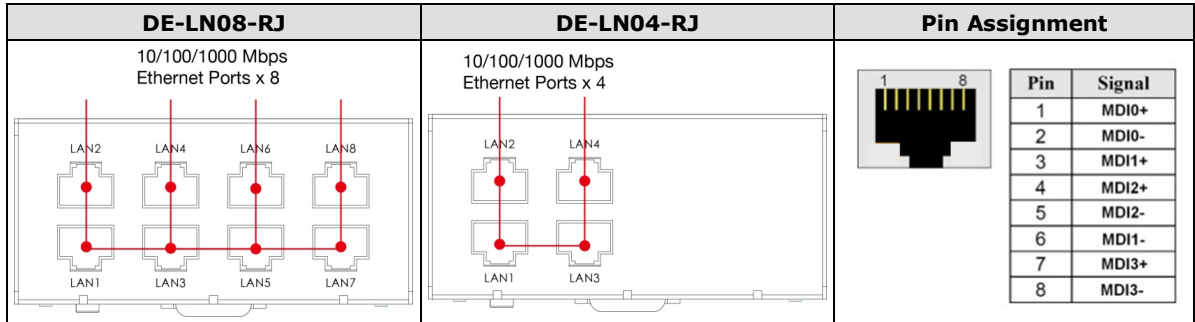 DE-LN08-RJ
DE-LN04-RJ
Pin Assignment
10/100/1000 Mbps
Ethernet Ports x 8
LAN2 LAN4 LAN6 LAN8
LAN1 LAN3 LAN5 LAN7
10/100/1000 Mbps
Ethernet Ports x 4
LAN2 LAN4
LAN1 LAN3
1 8
Pin Signal
1 MDI0+
2 MDI0-
3 MDI1+
4 MDI2+
5 MDI2-
6 MDI1-
7 MDI3+
8 MDI3-